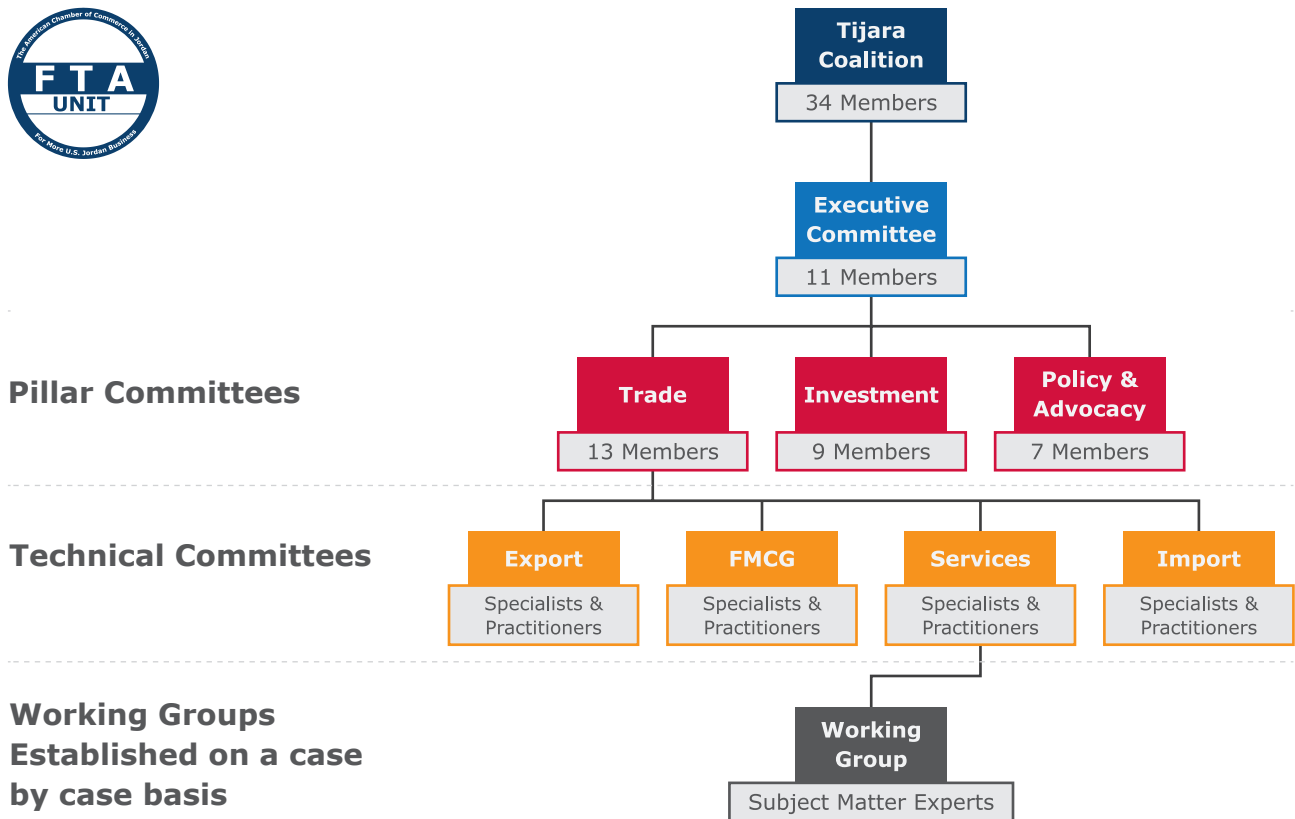 The American Chamber of Commerce in Jordan
FTA
UNIT
For More U.S. Jordan Business
Tijara
Coalition
34 Members
Executive
Committee
11 Members
Pillar Committees
Trade
13 Members
Investment
9 Members
Policy &
Advocacy
7 Members
Technical Committees
Export
Specialists &
Practitioners
FMCG
Specialists &
Practitioners
Services
Specialists &
Practitioners
Import
Specialists &
Practitioners
Working Groups
Established on a case
by case basis
Working
Group
Subject Matter Experts